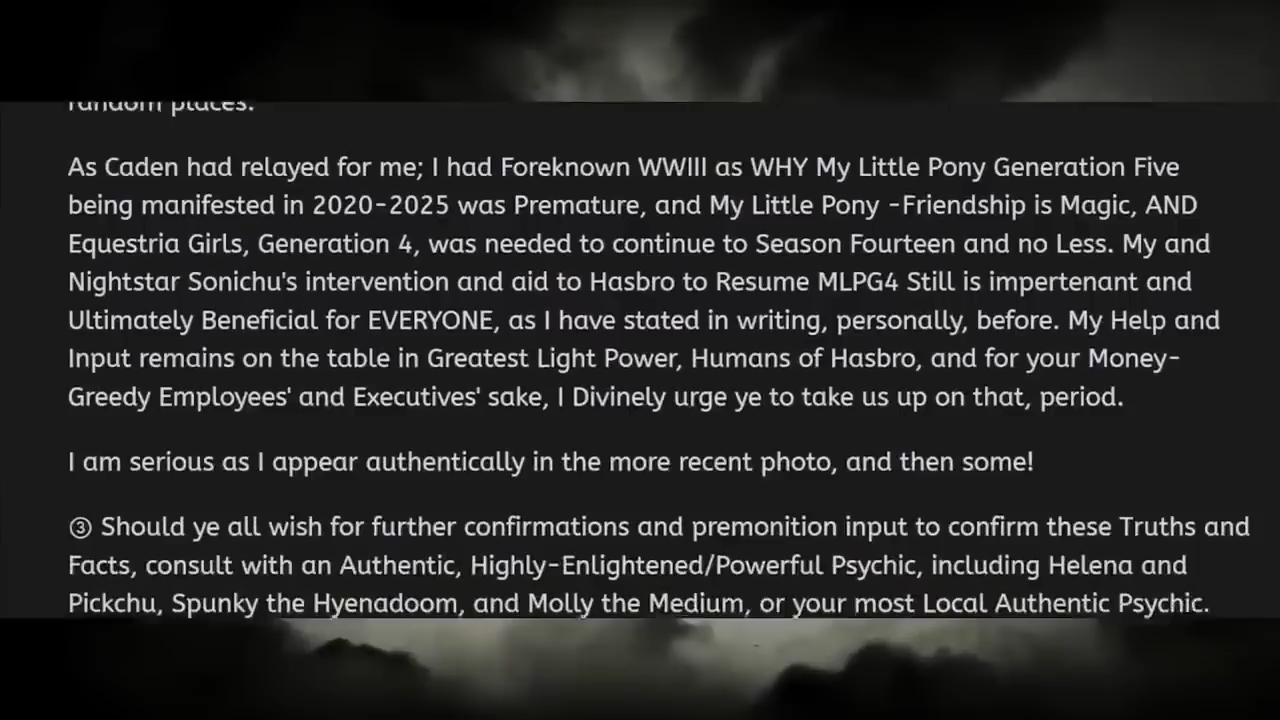 random places.
As Caden had relayed for me; I had Foreknown WWIII as WHY My Little Pony Generation Five
being manifested in 2020-2025 was Premature, and My Little Pony -Friendship is Magic, AND
Equestria Girls, Generation 4, was needed to continue to Season Fourteen and no Less. My and
Nightstar Sonichu's intervention and aid to Hasbro to Resume MLPG4 Still is impertenant and
Ultimately Beneficial for EVERYONE, as I have stated in writing, personally, before. My Help and
Input remains on the table in Greatest Light Power, Humans of Hasbro, and for your Money-
Greedy Employees' and Executives' sake, I Divinely urge ye to take us up on that, period.
I am serious as I appear authentically in the more recent photo, and then some!
③ Should ye all wish for further confirmations and premonition input to confirm these Truths and
Facts, consult with an Authentic, Highly-Enlightened/Powerful Psychic, including Helena and
Pickchu, Spunky the Hyenadoom, and Molly the Medium, or your most Local Authentic Psychic.